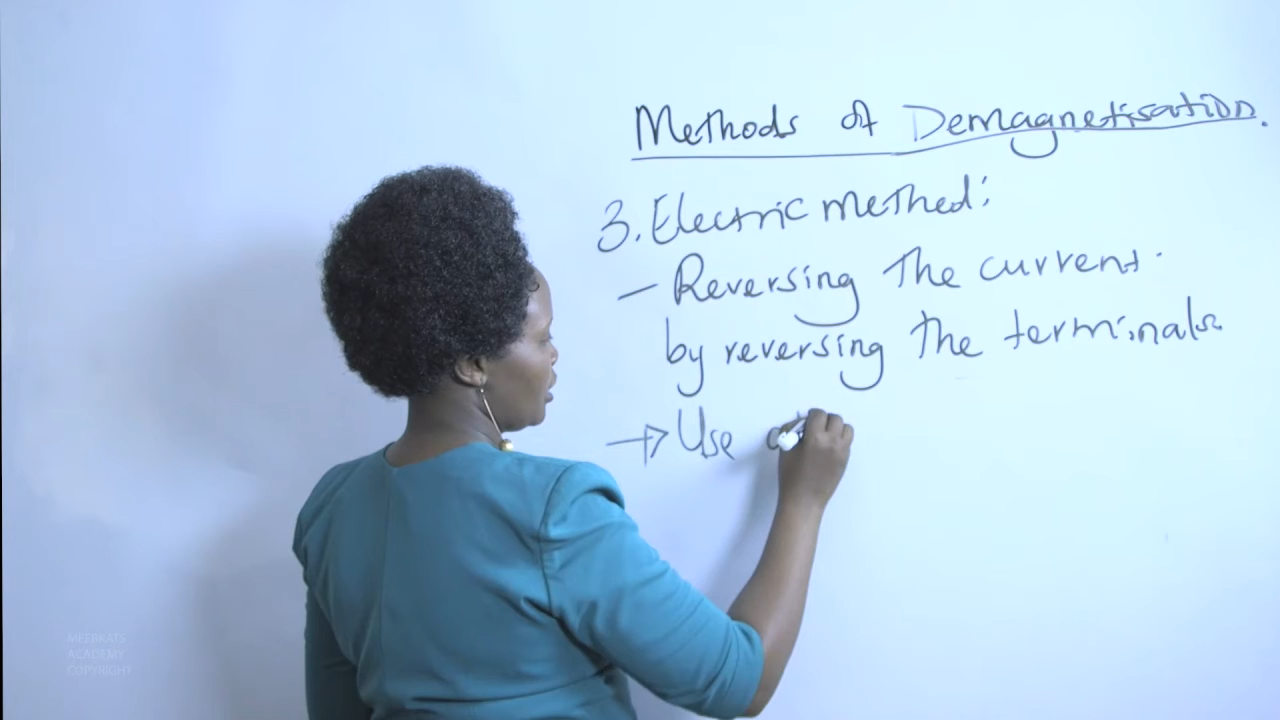 Methods of Demagnetisation.
3. Electric method:
- Reversing the current.
by reversing the terminals.
→ Use
MEERKATS
ACADEMY
COPYRIGHT